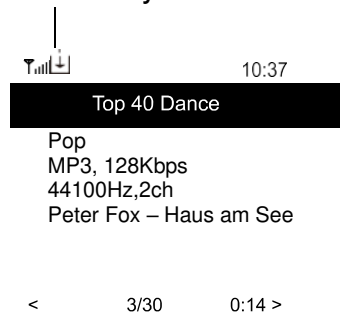 10:37
Top 40 Dance
Pop
MP3, 128Kbps
44100Hz,2ch
Peter Fox – Haus am See
< 3/30 0:14 >